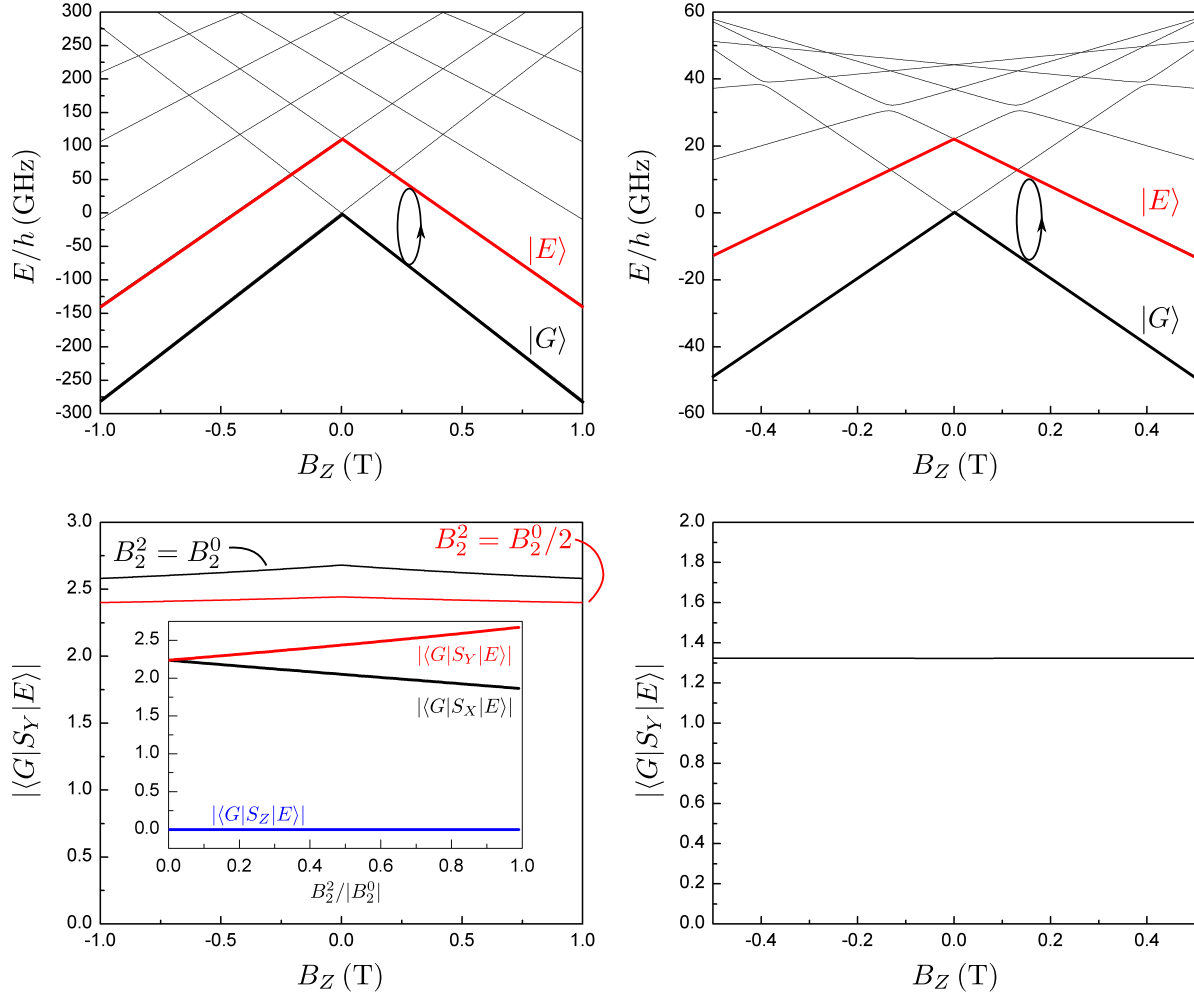 300
250
200
150
100
50
0
-50
-100
-150
-200
-250
-300
E/h (GHz)
|E⟩
|G⟩
-1.0 -0.5 0.0 0.5 1.0
B_Z (T)
60
40
20
0
-20
-40
-60
E/h (GHz)
|E⟩
|G⟩
-0.4 -0.2 0.0 0.2 0.4
B_Z (T)
3.0
2.5
2.0
1.5
1.0
0.5
0.0
|⟨G|S_Y|E⟩|
B_2^2 = B_2^0
B_2^2 = B_2^0/2
2.5
2.0
1.5
1.0
0.5
0.0
|⟨G|S_Y|E⟩|
|⟨G|S_X|E⟩|
|⟨G|S_Z|E⟩|
0.0 0.2 0.4 0.6 0.8 1.0
B_2^2/|B_2^0|
-1.0 -0.5 0.0 0.5 1.0
B_Z (T)
2.0
1.8
1.6
1.4
1.2
1.0
0.8
0.6
0.4
0.2
0.0
|⟨G|S_Y|E⟩|
-0.4 -0.2 0.0 0.2 0.4
B_Z (T)